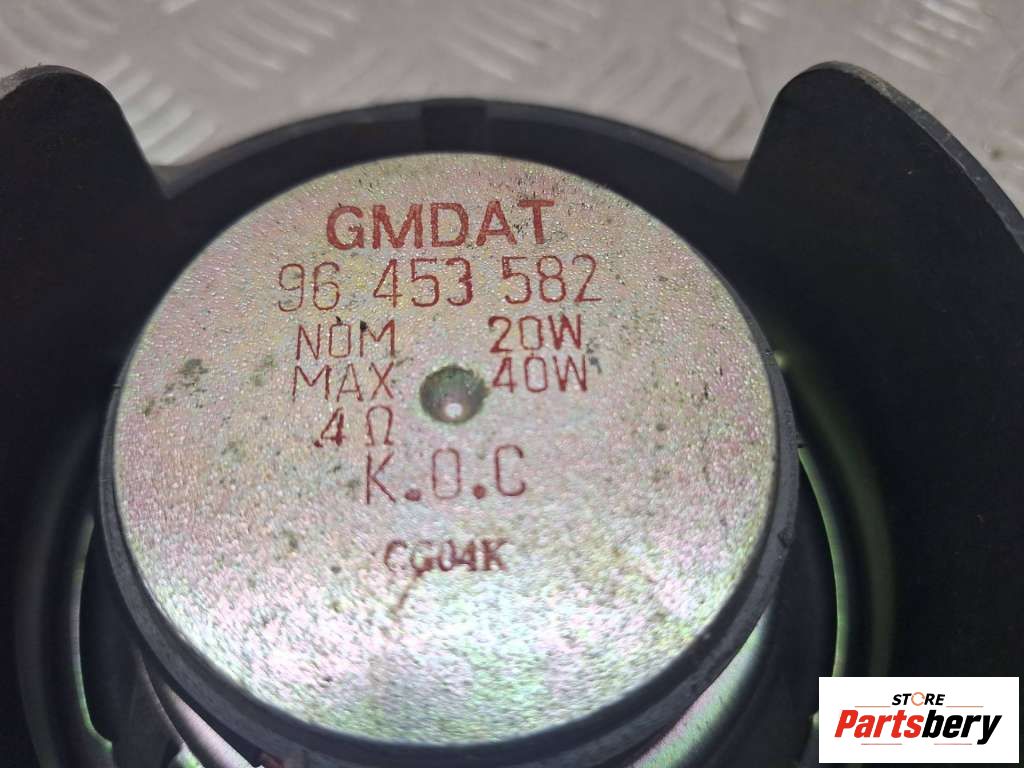 GMDAT
96 453 582
NOM 20W
MAX 40W
4 Ω
K.O.C
CG04K
STORE
Partsbery